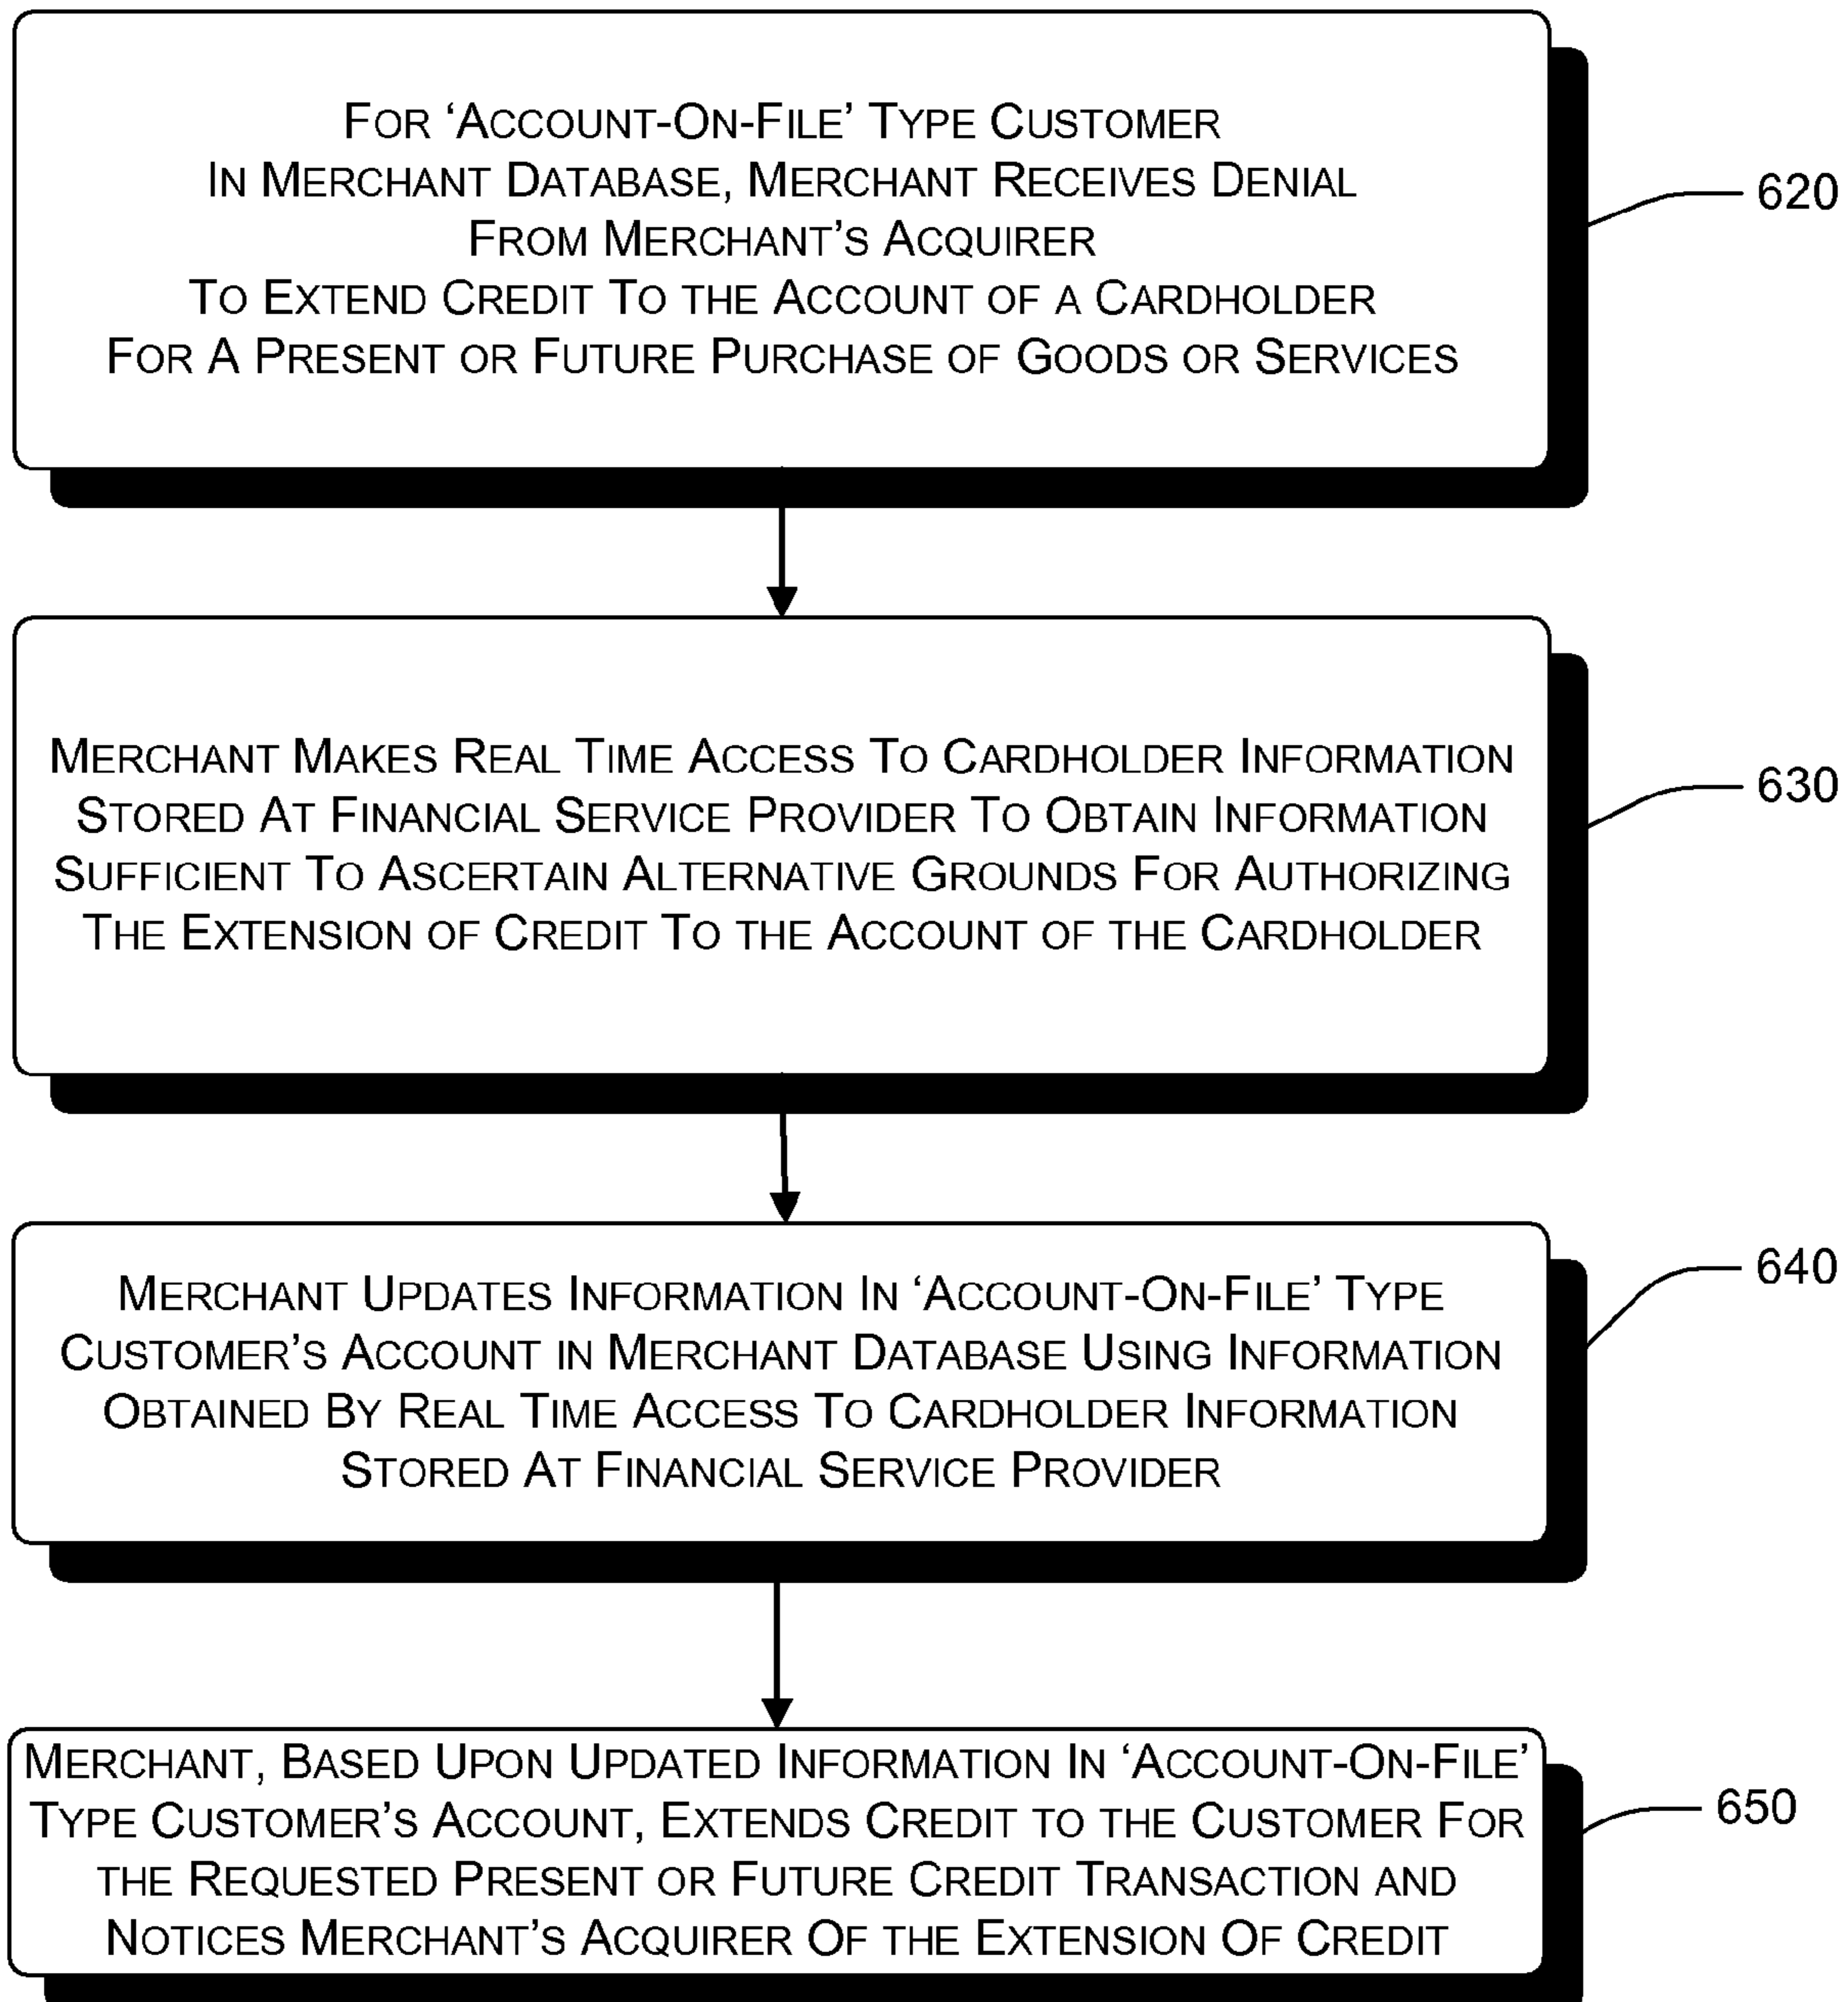 FOR ‘ACCOUNT-ON-FILE’ TYPE CUSTOMER
IN MERCHANT DATABASE, MERCHANT RECEIVES DENIAL
FROM MERCHANT’S ACQUIRER
TO EXTEND CREDIT TO THE ACCOUNT OF A CARDHOLDER
FOR A PRESENT OR FUTURE PURCHASE OF GOODS OR SERVICES
620
MERCHANT MAKES REAL TIME ACCESS TO CARDHOLDER INFORMATION
STORED AT FINANCIAL SERVICE PROVIDER TO OBTAIN INFORMATION
SUFFICIENT TO ASCERTAIN ALTERNATIVE GROUNDS FOR AUTHORIZING
THE EXTENSION OF CREDIT TO THE ACCOUNT OF THE CARDHOLDER
630
MERCHANT UPDATES INFORMATION IN ‘ACCOUNT-ON-FILE’ TYPE
CUSTOMER’S ACCOUNT IN MERCHANT DATABASE USING INFORMATION
OBTAINED BY REAL TIME ACCESS TO CARDHOLDER INFORMATION
STORED AT FINANCIAL SERVICE PROVIDER
640
MERCHANT, BASED UPON UPDATED INFORMATION IN ‘ACCOUNT-ON-FILE’
TYPE CUSTOMER’S ACCOUNT, EXTENDS CREDIT TO THE CUSTOMER FOR
THE REQUESTED PRESENT OR FUTURE CREDIT TRANSACTION AND
NOTICES MERCHANT’S ACQUIRER OF THE EXTENSION OF CREDIT
650